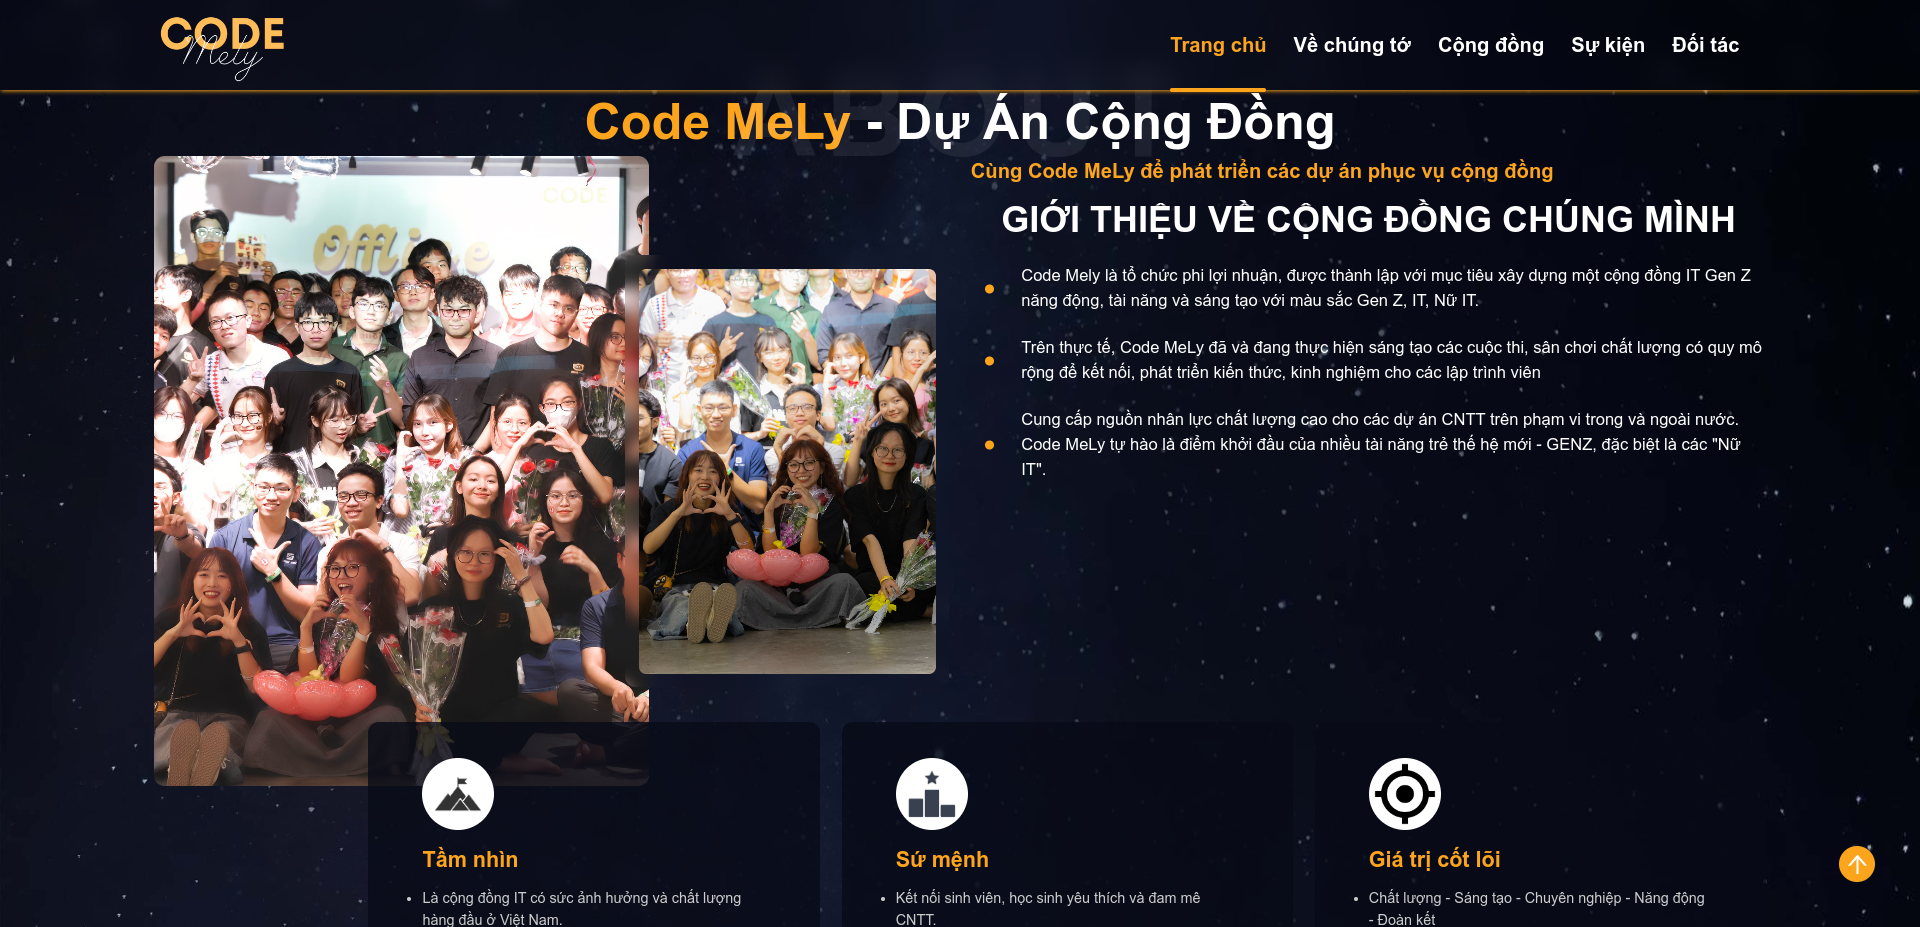 CODE
Mely
Trang chủ
Về chúng tớ
Cộng đồng
Sự kiện
Đối tác
ABOUT
Code MeLy - Dự Án Cộng Đồng
CODE
Offline
Cùng Code MeLy để phát triển các dự án phục vụ cộng đồng
GIỚI THIỆU VỀ CỘNG ĐỒNG CHÚNG MÌNH
Code Mely là tổ chức phi lợi nhuận, được thành lập với mục tiêu xây dựng một cộng đồng IT Gen Z
năng động, tài năng và sáng tạo với màu sắc Gen Z, IT, Nữ IT.
Trên thực tế, Code MeLy đã và đang thực hiện sáng tạo các cuộc thi, sân chơi chất lượng có quy mô
rộng để kết nối, phát triển kiến thức, kinh nghiệm cho các lập trình viên
Cung cấp nguồn nhân lực chất lượng cao cho các dự án CNTT trên phạm vi trong và ngoài nước.
Code MeLy tự hào là điểm khởi đầu của nhiều tài năng trẻ thế hệ mới - GENZ, đặc biệt là các "Nữ
IT".
Tầm nhìn
Là cộng đồng IT có sức ảnh hưởng và chất lượng
hàng đầu ở Việt Nam.
Sứ mệnh
Kết nối sinh viên, học sinh yêu thích và đam mê
CNTT.
Giá trị cốt lõi
Chất lượng - Sáng tạo - Chuyên nghiệp - Năng động
- Đoàn kết